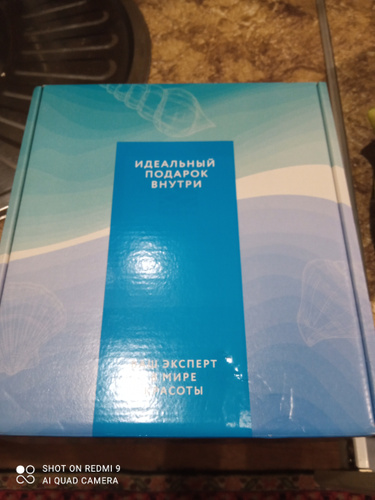 ИДЕАЛЬНЫЙ
ПОДАРОК
ВНУТРИ
ЭКСПЕРТ
МИРЕ
SHOT ON REDMI 9
AI QUAD CAMERA